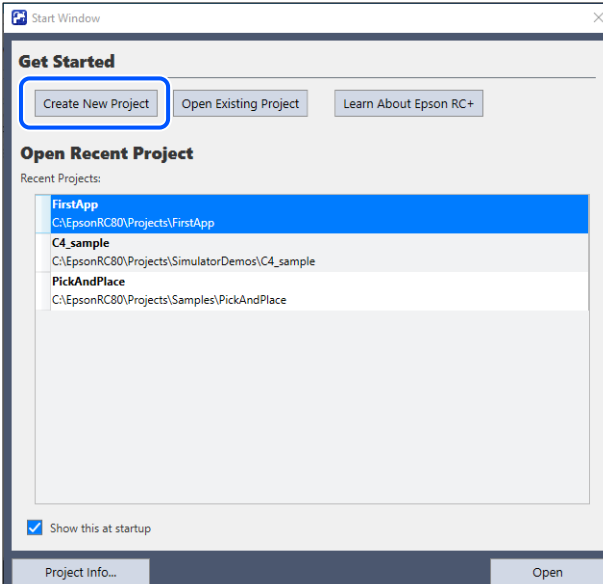 Start Window
Get Started
Create New Project
Open Existing Project
Learn About Epson RC+
Open Recent Project
Recent Projects:
FirstApp
C:\EpsonRC80\Projects\FirstApp
C4_sample
C:\EpsonRC80\Projects\SimulatorDemos\C4_sample
PickAndPlace
C:\EpsonRC80\Projects\Samples\PickAndPlace
Show this at startup
Project Info...
Open